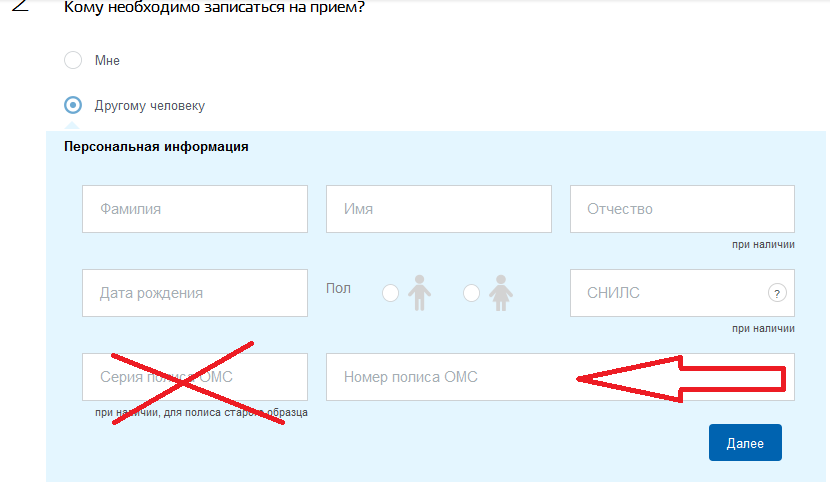 2
Кому необходимо записаться на прием?
Мне
Другому человеку
Персональная информация
Фамилия
Имя
Отчество
при наличии
Дата рождения
Пол
СНИЛС
?
при наличии
Серия полиса ОМС
Номер полиса ОМС
при наличии, для полиса старого образца
Далее